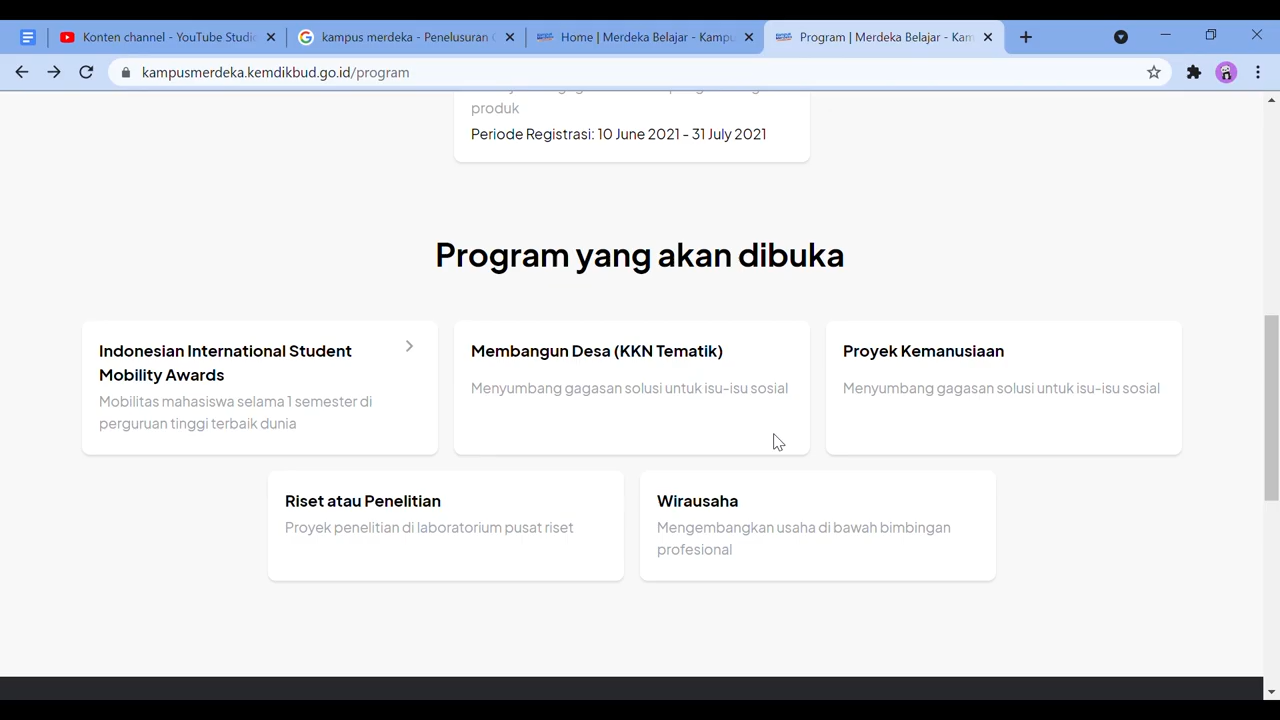 Konten channel - YouTube Studio
kampus merdeka - Penelusuran
Home | Merdeka Belajar - Kampu
Program | Merdeka Belajar - Kam
kampusmerdeka.kemdikbud.go.id/program
produk
Periode Registrasi: 10 June 2021 - 31 July 2021
Program yang akan dibuka
Indonesian International Student
Mobility Awards
Mobilitas mahasiswa selama 1 semester di
perguruan tinggi terbaik dunia
Membangun Desa (KKN Tematik)
Menyumbang gagasan solusi untuk isu-isu sosial
Proyek Kemanusiaan
Menyumbang gagasan solusi untuk isu-isu sosial
Riset atau Penelitian
Proyek penelitian di laboratorium pusat riset
Wirausaha
Mengembangkan usaha di bawah bimbingan
profesional